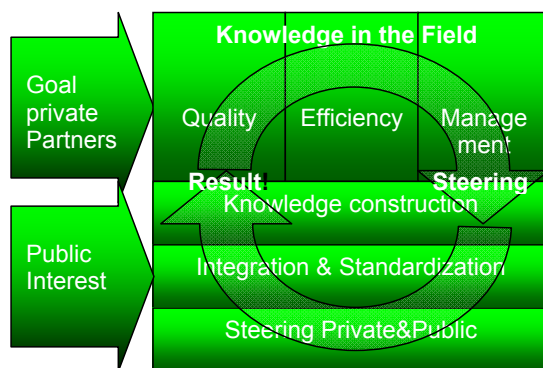 Knowledge in the Field
Goal
private
Partners
Quality
Efficiency
Manage
ment
Result!
Steering
Knowledge construction
Public
Interest
Integration & Standardization
Steering Private&Public